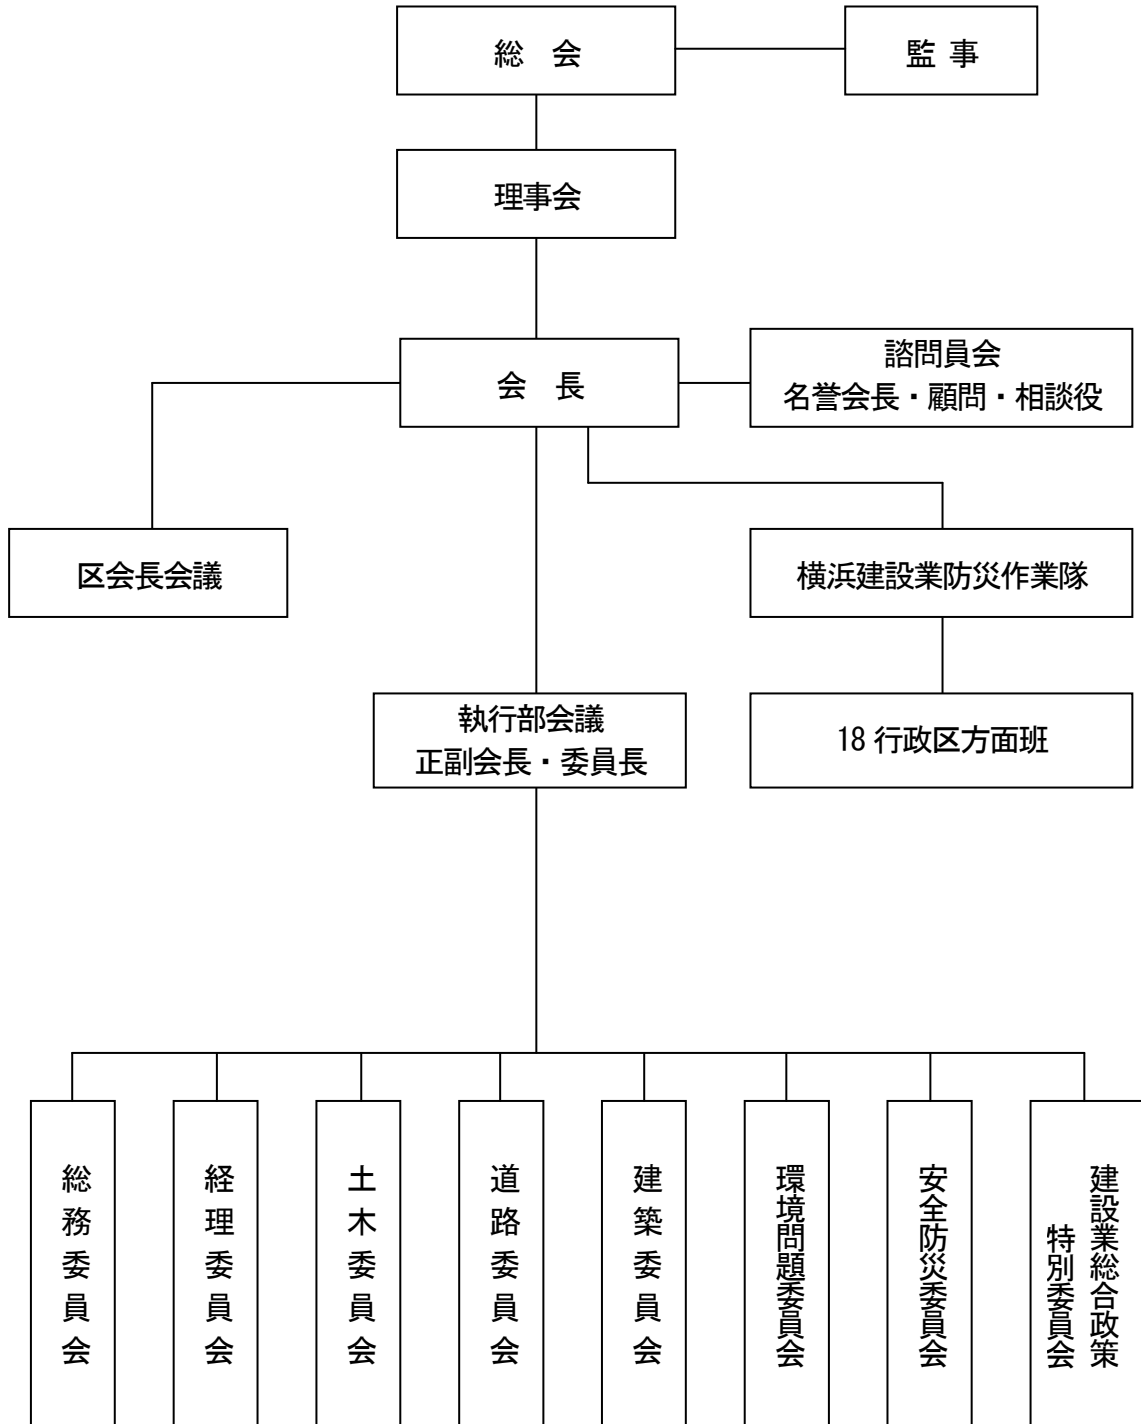 総　会
監 事
理事会
会　長
諮問員会
名誉会長・顧問・相談役
区会長会議
横浜建設業防災作業隊
執行部会議
正副会長・委員長
18 行政区方面班
総務委員会
経理委員会
土木委員会
道路委員会
建築委員会
環境問題委員会
安全防災委員会
建設業総合政策
特別委員会